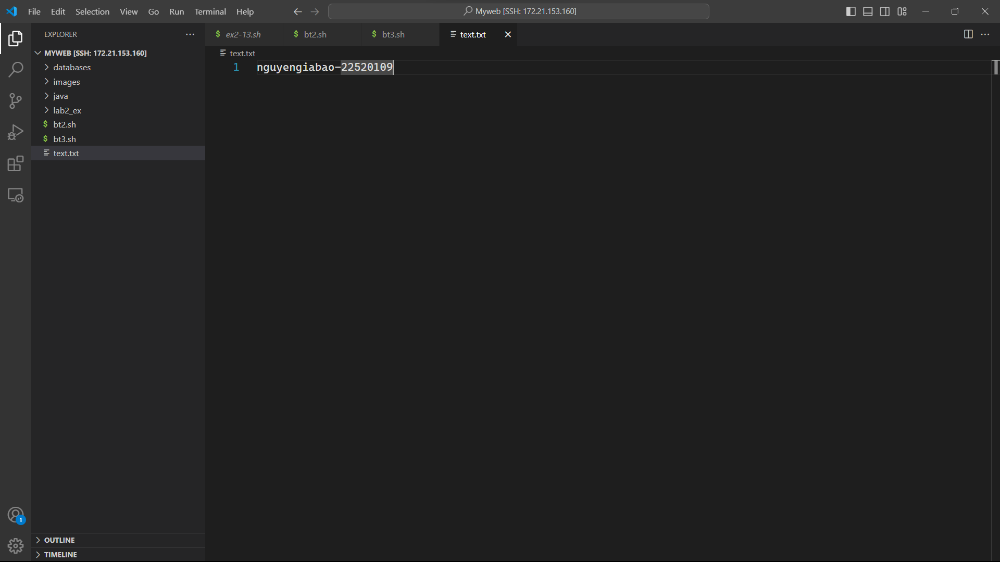 File Edit Selection View Go Run Terminal Help
Myweb [SSH: 172.21.153.160]
EXPLORER
MYWEB [SSH: 172.21.153.160]
databases
images
java
lab2_ex
$ bt2.sh
$ bt3.sh
text.txt
OUTLINE
TIMELINE
1
$ ex2-13.sh
$ bt2.sh
$ bt3.sh
text.txt
text.txt
1 nguyengiabao-22520109